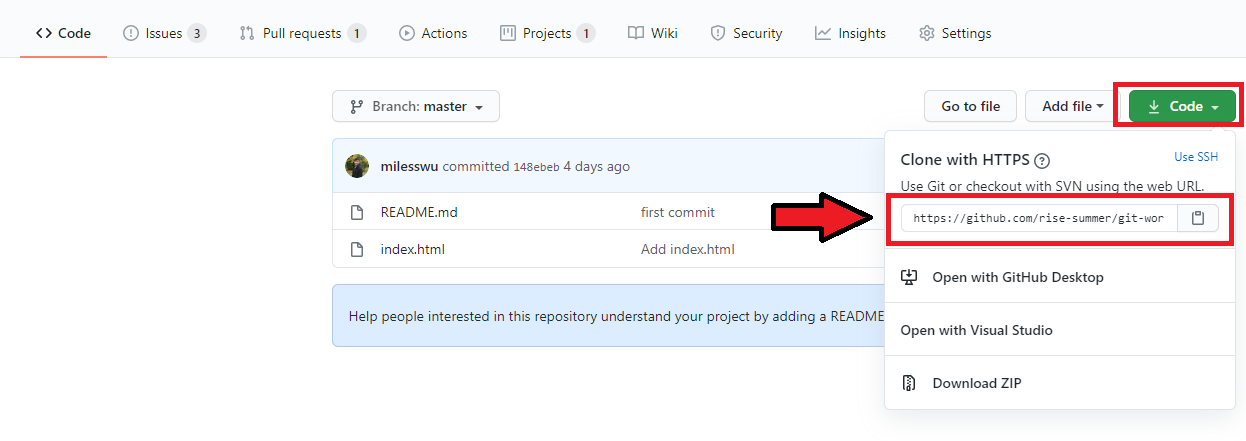 Code Issues 3 Pull requests 1 Actions Projects 1 Wiki Security Insights Settings
Branch: master Go to file Add file Code
milesswu committed 148ebeb 4 days ago
README.md first commit
index.html Add index.html
Help people interested in this repository understand your project by adding a README
Clone with HTTPS ? Use SSH
Use Git or checkout with SVN using the web URL.
https://github.com/rise-summer/git-wor
Open with GitHub Desktop
Open with Visual Studio
Download ZIP